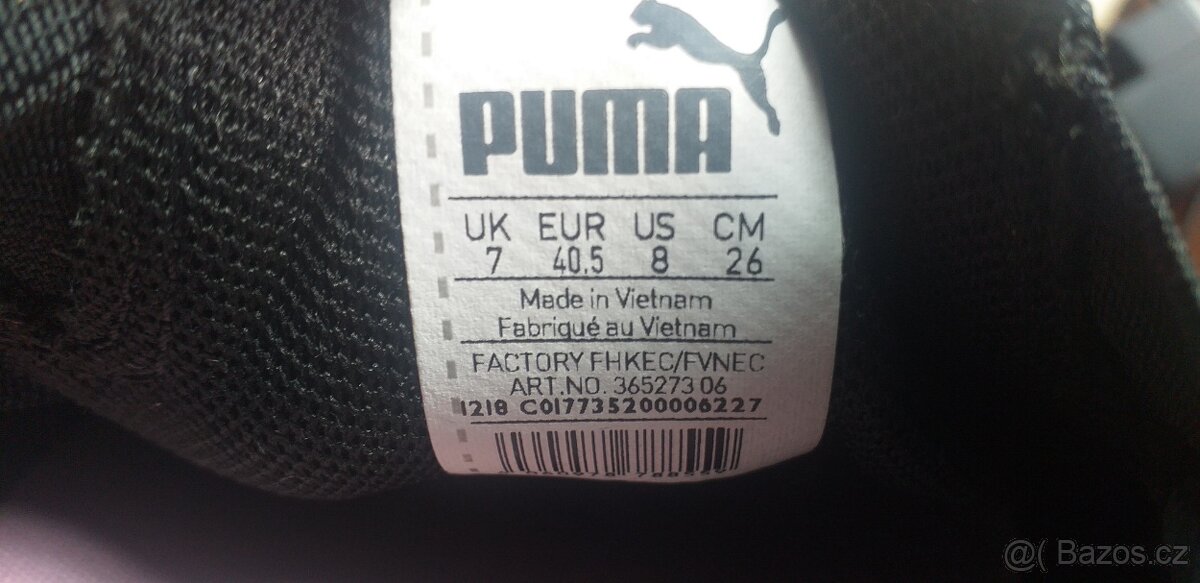 PUMA
UK EUR US CM
7 40.5 8 26
Made in Vietnam
Fabriqué au Vietnam
FACTORY FHKEC/FVNEC
ART.NO. 365273 06
1218 C017735200006227
@( Bazos.cz